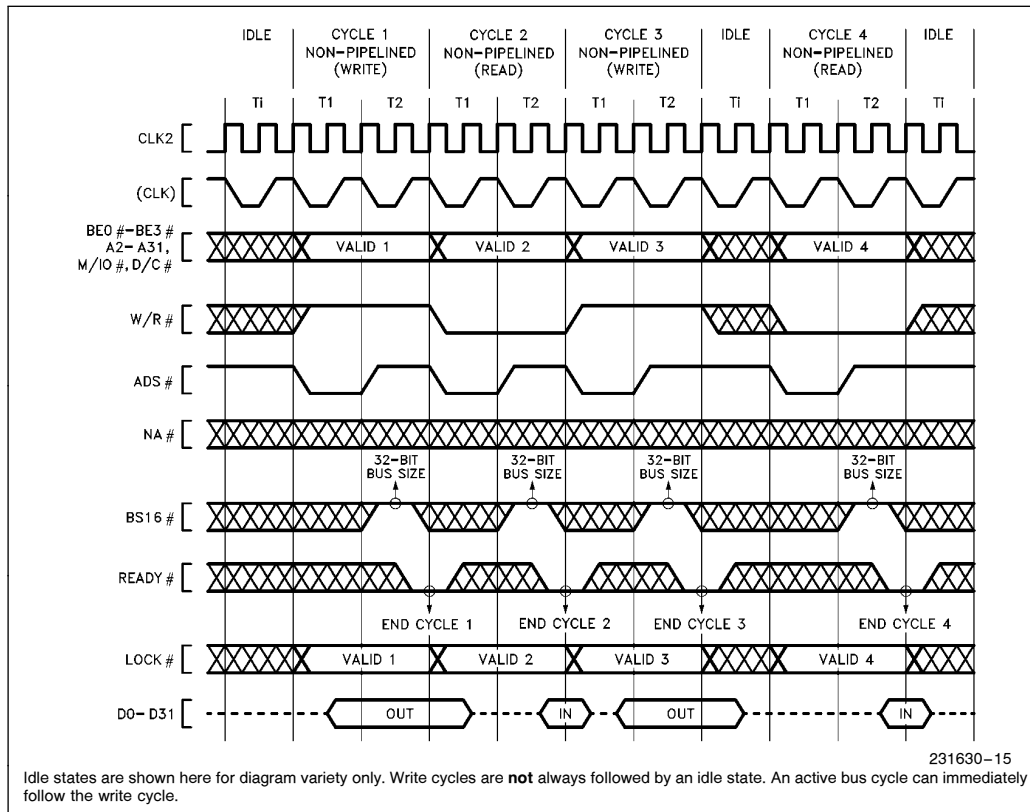 IDLE
CYCLE 1
NON-PIPELINED
(WRITE)
CYCLE 2
NON-PIPELINED
(READ)
CYCLE 3
NON-PIPELINED
(WRITE)
IDLE
CYCLE 4
NON-PIPELINED
(READ)
IDLE
Ti T1 T2 T1 T2 T1 T2 Ti T1 T2 Ti
CLK2
(CLK)
BE0 #-BE3 #
A2-A31,
M/IO #, D/C #
VALID 1 VALID 2 VALID 3 VALID 4
W/R #
ADS #
NA #
32-BIT
BUS SIZE
32-BIT
BUS SIZE
32-BIT
BUS SIZE
32-BIT
BUS SIZE
BS16 #
READY #
END CYCLE 1 END CYCLE 2 END CYCLE 3 END CYCLE 4
LOCK #
VALID 1 VALID 2 VALID 3 VALID 4
D0-D31
OUT IN OUT IN
231630-15
Idle states are shown here for diagram variety only. Write cycles are not always followed by an idle state. An active bus cycle can immediately
follow the write cycle.